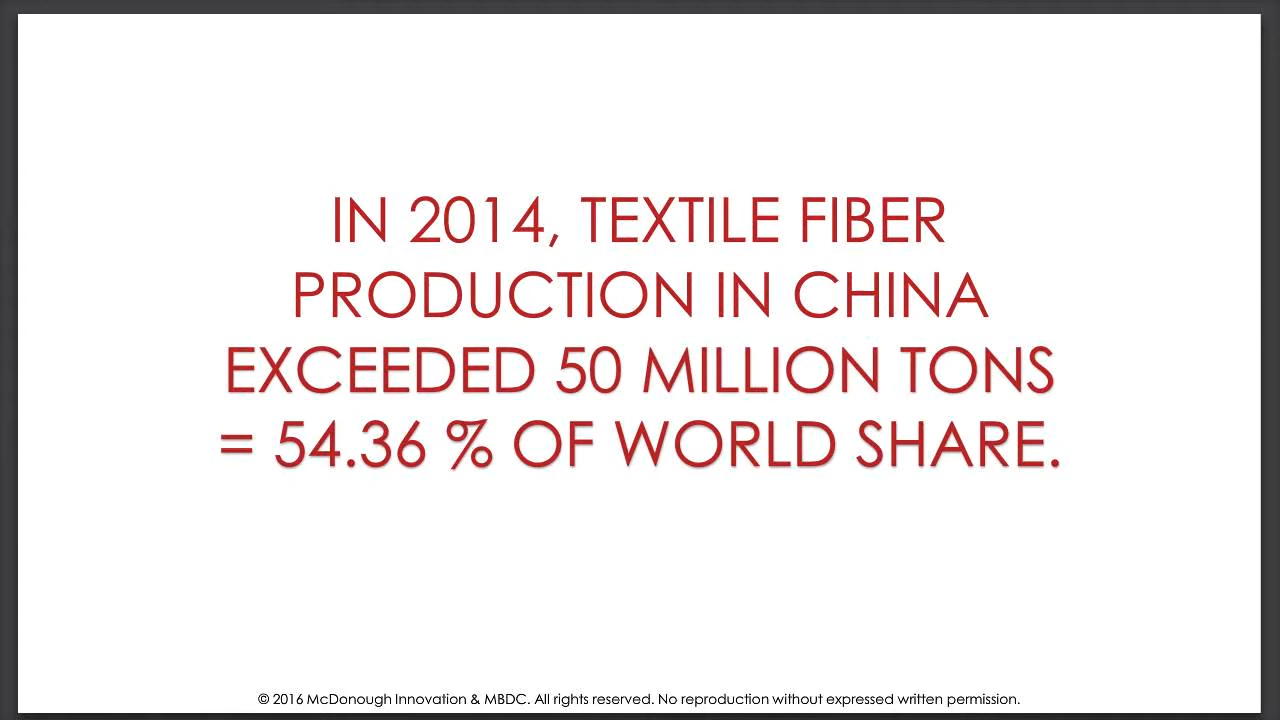 IN 2014, TEXTILE FIBER
PRODUCTION IN CHINA
EXCEEDED 50 MILLION TONS
= 54.36 % OF WORLD SHARE.
© 2016 McDonough Innovation & MBDC. All rights reserved. No reproduction without expressed written permission.